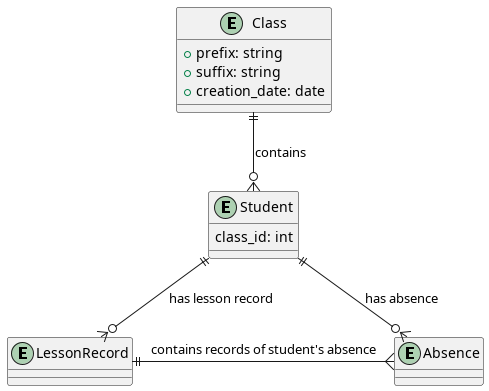 E Class
prefix: string
suffix: string
creation_date: date
contains
E Student
class_id: int
has lesson record
has absence
E LessonRecord
contains records of student's absence
E Absence